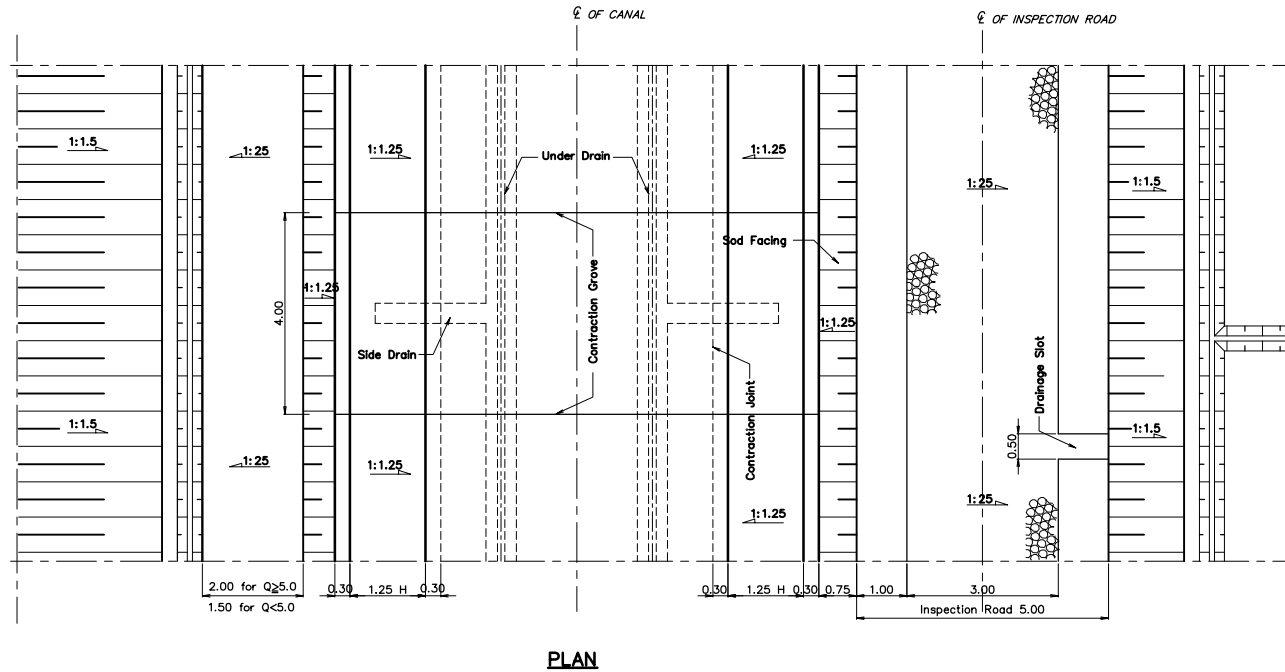 ℄ OF CANAL
℄ OF INSPECTION ROAD
1:1.5
1:25
1:1.25
Under Drain
1:1.25
1:25
1:1.5
Sod Facing
1:1.25
4.00
Contraction Grove
1:1.25
Side Drain
Contraction Joint
Drainage Slot
1:1.5
1:25
1:1.25
0.50
1:1.5
1:25
1:1.25
2.00 for Q≥5.0
1.50 for Q<5.0
0.30
1.25 H
0.30
0.30
1.25 H
0.30
0.75
1.00
3.00
Inspection Road 5.00
PLAN